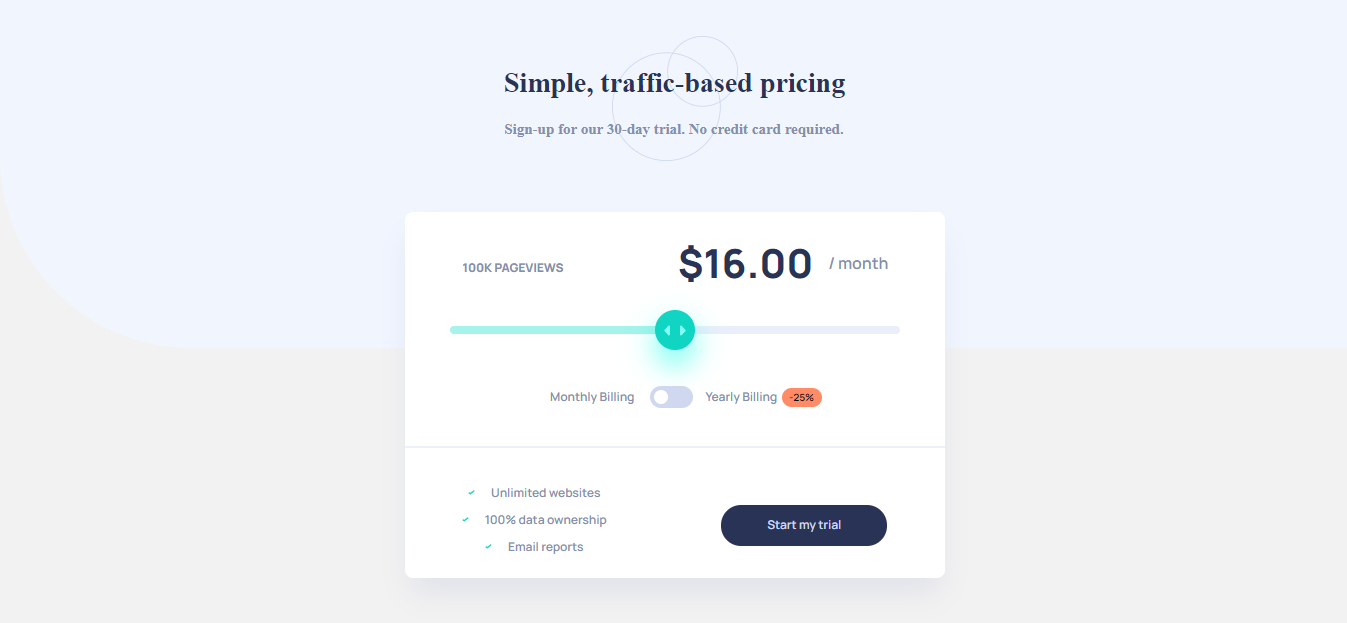 Simple, traffic-based pricing
Sign-up for our 30-day trial. No credit card required.
100K PAGEVIEWS
$16.00 / month
Monthly Billing Yearly Billing -25%
Unlimited websites
100% data ownership
Email reports
Start my trial